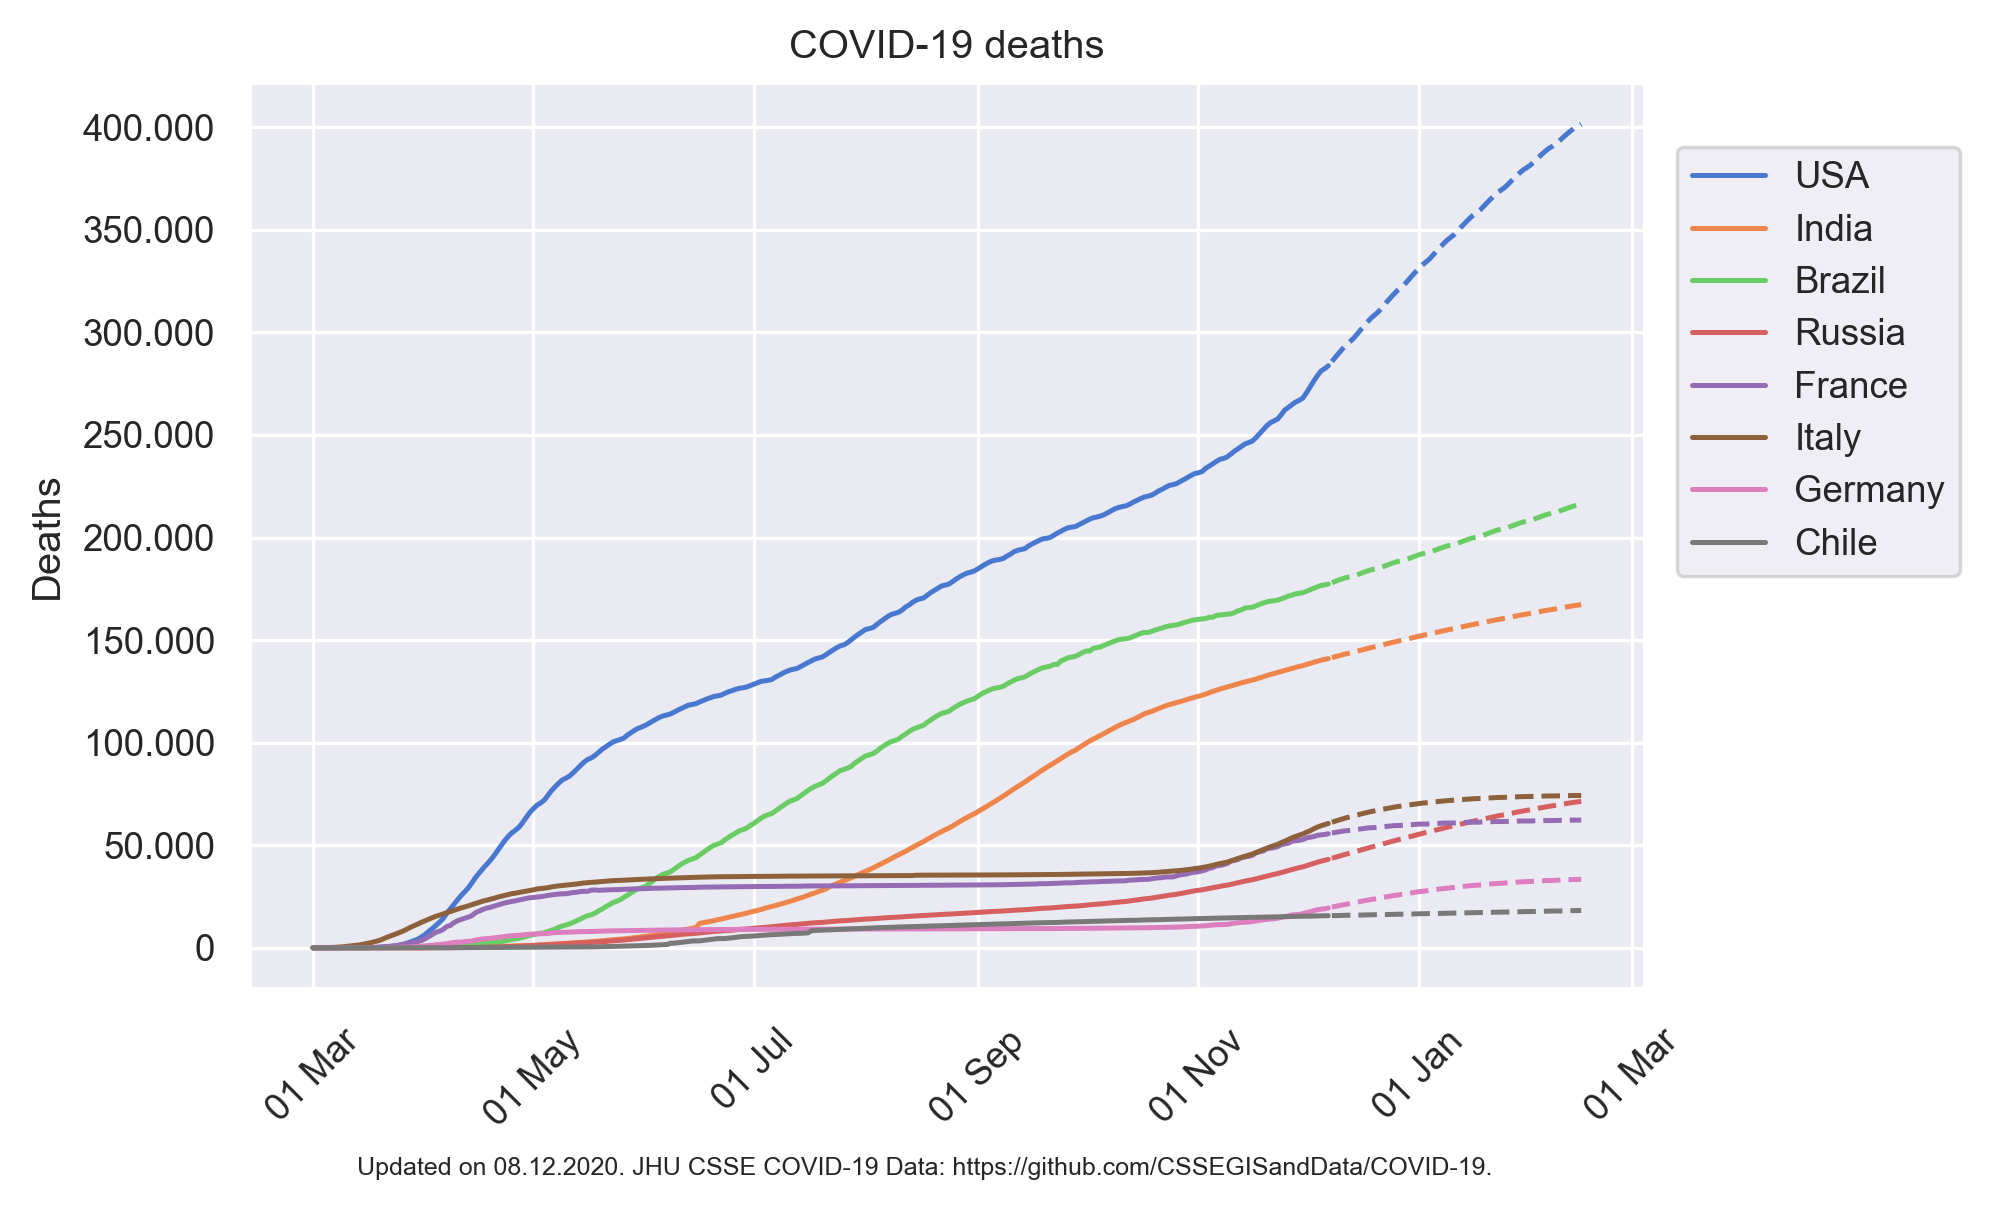 COVID-19 deaths
400.000
350.000
300.000
250.000
200.000
150.000
100.000
50.000
0
Deaths
USA
India
Brazil
Russia
France
Italy
Germany
Chile
01 Mar
01 May
01 Jul
01 Sep
01 Nov
01 Jan
01 Mar
Updated on 08.12.2020. JHU CSSE COVID-19 Data: https://github.com/CSSEGISandData/COVID-19.